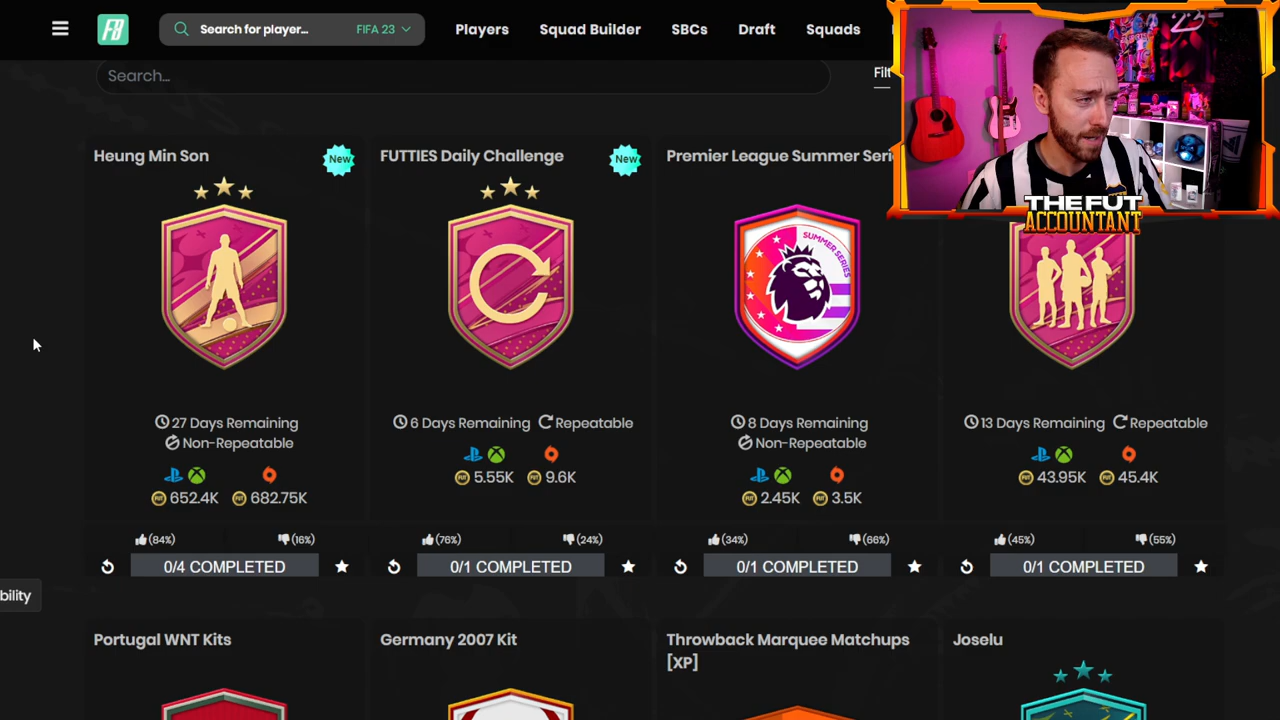 FB
Search for player...
FIFA 23
Players
Squad Builder
SBCs
Draft
Squads
Search...
Filt
23
THE FUT
ACCOUNTANT
Heung Min Son
New
27 Days Remaining
Non-Repeatable
652.4K
682.75K
(84%)
(16%)
0/4 COMPLETED
FUTTIES Daily Challenge
New
6 Days Remaining
Repeatable
5.55K
9.6K
(76%)
(24%)
0/1 COMPLETED
Premier League Summer Seri
SUMMER SERIES
8 Days Remaining
Non-Repeatable
2.45K
3.5K
(34%)
(66%)
0/1 COMPLETED
13 Days Remaining
Repeatable
43.95K
45.4K
(45%)
(55%)
0/1 COMPLETED
bility
Portugal WNT Kits
Germany 2007 Kit
Throwback Marquee Matchups
[XP]
Joselu